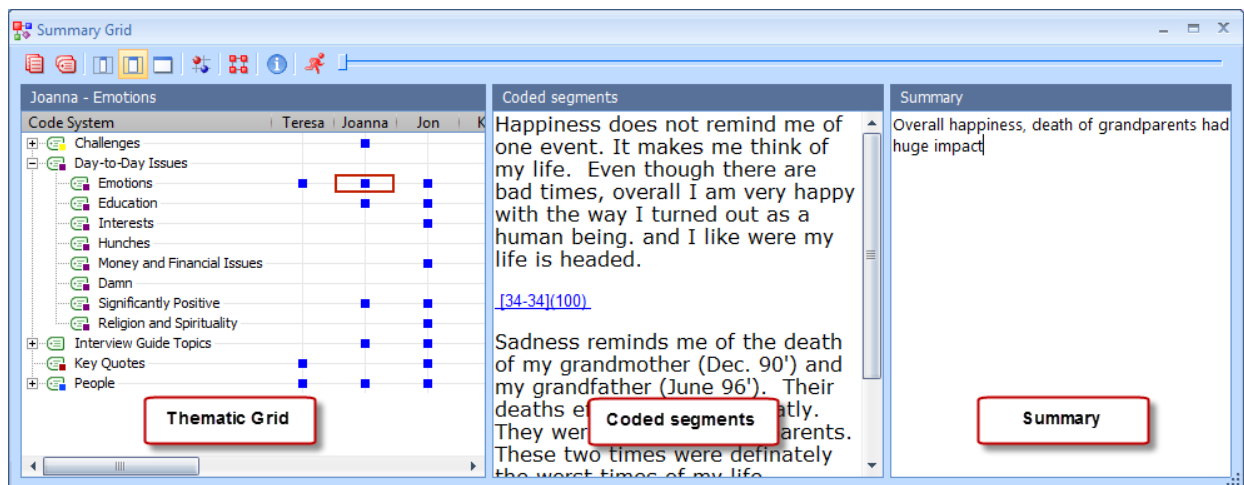 Summary Grid
Joanna - Emotions
Code System Teresa Joanna Jon K
Challenges
Day-to-Day Issues
Emotions
Education
Interests
Hunches
Money and Financial Issues
Damn
Significantly Positive
Religion and Spirituality
Interview Guide Topics
Key Quotes
People
Thematic Grid
Coded segments
Happiness does not remind me of
one event. It makes me think of
my life. Even though there are
bad times, overall I am very happy
with the way I turned out as a
human being. and I like were my
life is headed.
[34-34](100)
Sadness reminds me of the death
of my grandmother (Dec. 90') and
my grandfather (June 96'). Their
deaths
They arents.
These two times were definately
the worst times of my life
Coded segments
Summary
Overall happiness, death of grandparents had
huge impact
Summary